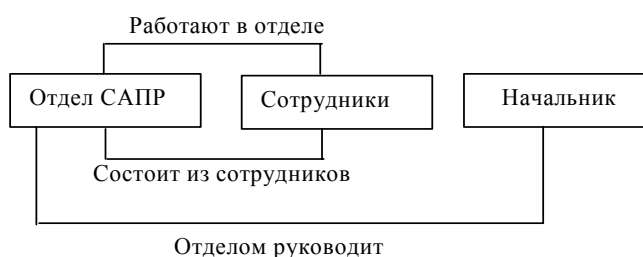 Работают в отделе
Отдел САПР
Сотрудники
Начальник
Состоит из сотрудников
Отделом руководит